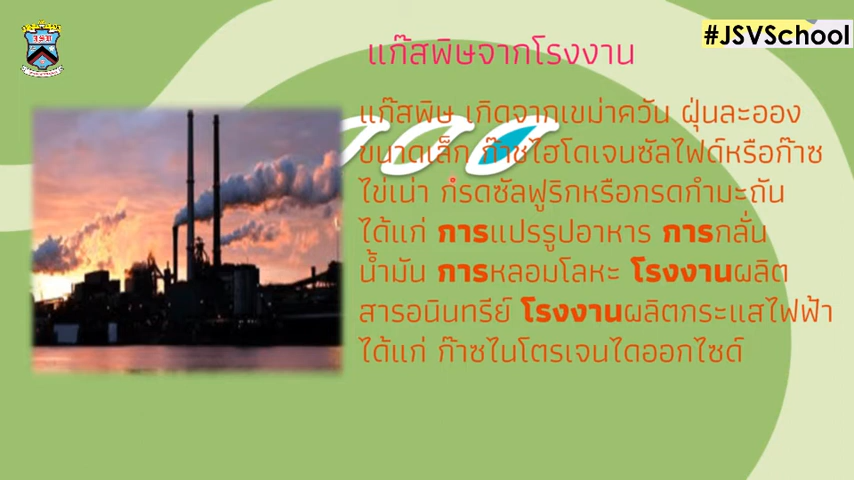 #JSVSchool
JSV
แก๊สพิษจากโรงงาน
แก๊สพิษ เกิดจากเขม่าควัน ฝุ่นละออง
ขนาดเล็ก ก๊าซไฮโดเจนซัลไฟด์หรือก๊าซ
ไข่เน่า กํรดซัลฟูริกหรือกรดกำมะถัน
ได้แก่ การแปรรูปอาหาร การกลั่น
น้ำมัน การหลอมโลหะ โรงงานผลิต
สารอนินทรีย์ โรงงานผลิตกระแสไฟฟ้า
ได้แก่ ก๊าซไนโตรเจนไดออกไซด์